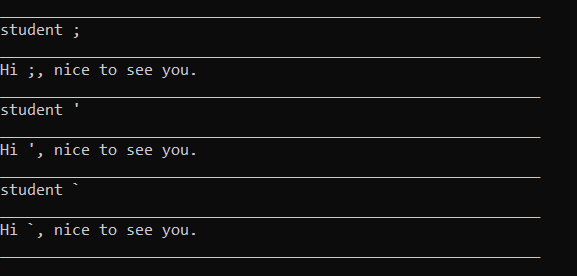 student ;
Hi ;, nice to see you.
student '
Hi ', nice to see you.
student `
Hi `, nice to see you.